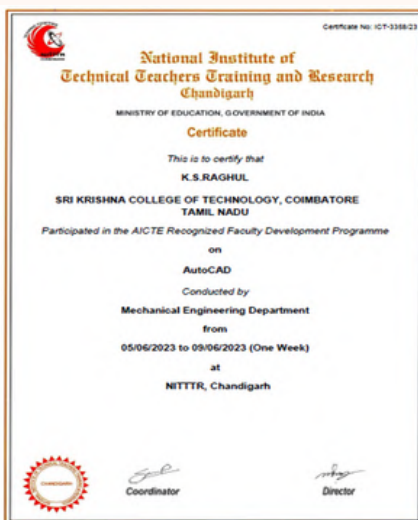 Certificate No: ICT-3358/23
National Institute of
Technical Teachers Training and Research
Chandigarh
MINISTRY OF EDUCATION, GOVERNMENT OF INDIA
Certificate
This is to certify that
K.S.RAGHUL
SRI KRISHNA COLLEGE OF TECHNOLOGY, COIMBATORE
TAMIL NADU
Participated in the AICTE Recognized Faculty Development Programme
on
AutoCAD
Conducted by
Mechanical Engineering Department
from
05/06/2023 to 09/06/2023 (One Week)
at
NITTTR, Chandigarh
CHANDIGARH
Coordinator
Director